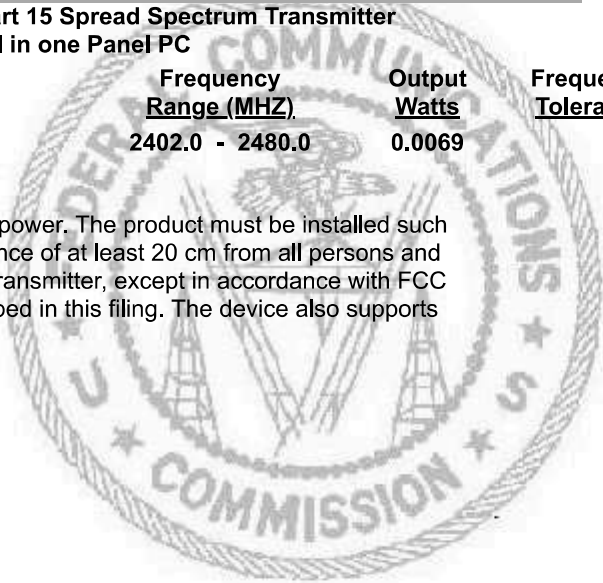 art 15 Spread Spectrum Transmitter
in one Panel PC
Frequency Output Freque
Range (MHZ) Watts Tolera
2402.0 - 2480.0 0.0069
power. The product must be installed such
nce of at least 20 cm from all persons and
ransmitter, except in accordance with FCC
bed in this filing. The device also supports
FEDERAL COMMUNICATIONS
U S
COMMISSION